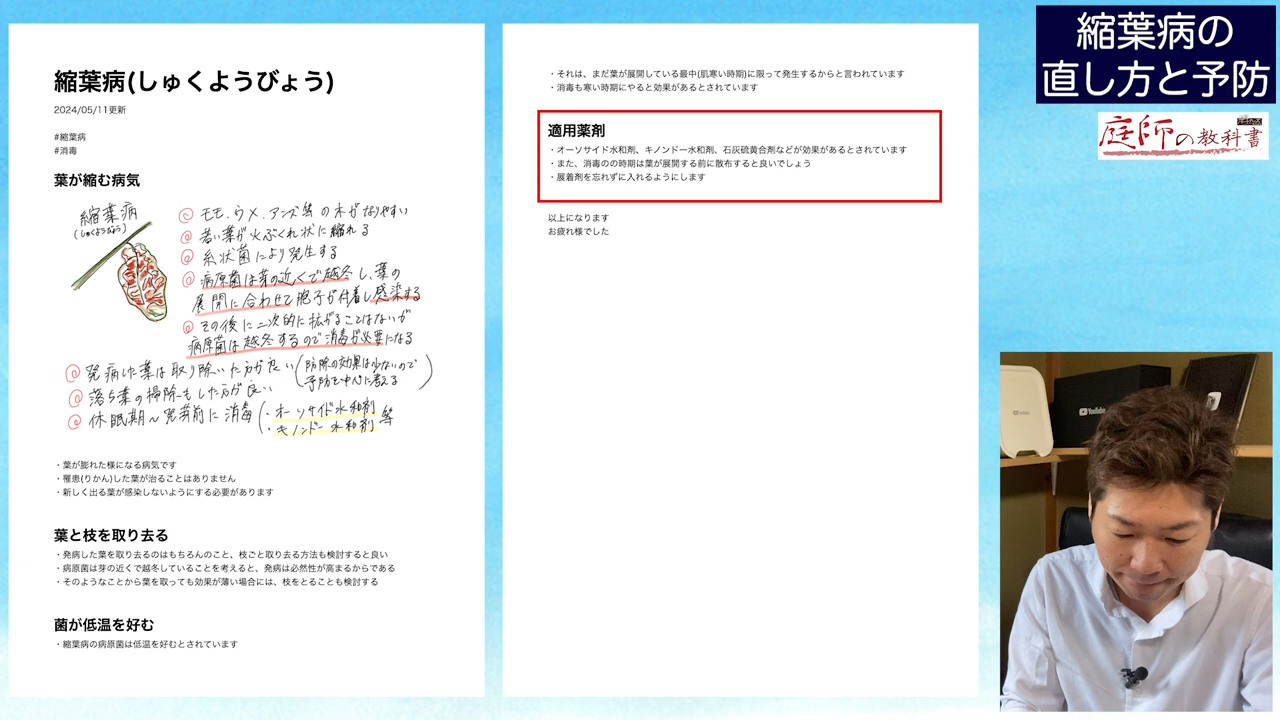 縮葉病(しゅくようびょう)
2024/05/11更新
#縮葉病
#消毒
葉が縮む病気
縮葉病
(しゅくようびょう)
モモ、ウメ、アンズ等の木がなりやすい
若い葉が火ぶくれ状に縮れる
糸状菌により発生する
病原菌は芽の近くで越冬し、葉の
展開に合わせて胞子が付着し感染する
その後に二次的に拡がることはないが
病原菌は越冬するので消毒が必要になる
発病した葉は取り除いた方が良い(防除の効果は少ないので
予防を中心に考える)
落ち葉の掃除もした方が良い
休眠期〜発芽前に消毒(・オーソサイド水和剤
・キノンドー水和剤 等
・葉が膨れた様になる病気です
・罹患(りかん)した葉が治ることはありません
・新しく出る葉が感染しないようにする必要があります
葉と枝を取り去る
・発病した葉を取り去るのはもちろんのこと、枝ごと取り去る方法も検討すると良い
・病原菌は芽の近くで越冬していることを考えると、発病は必然性が高まるからである
・そのようなことから葉を取っても効果が薄い場合には、枝をとることも検討する
菌が低温を好む
・縮葉病の病原菌は低温を好むとされています
・それは、まだ葉が展開している最中(肌寒い時期)に限って発生するからと言われています
・消毒も寒い時期にやると効果があるとされています
適用薬剤
・オーソサイド水和剤、キノンドー水和剤、石灰硫黄合剤などが効果があるとされています
・また、消毒のの時期は葉が展開する前に散布すると良いでしょう
・展着剤を忘れずに入れるようにします
以上になります
お疲れ様でした
縮葉病の
直し方と予防
庭師の教科書
YouTube
YouTube